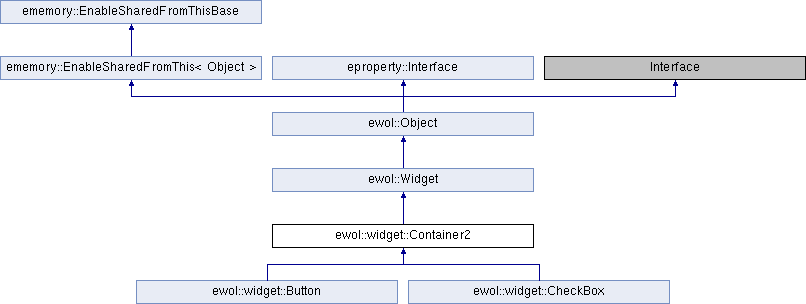 ememory::EnableSharedFromThisBase
ememory::EnableSharedFromThis< Object >
eproperty::Interface
Interface
ewol::Object
ewol::Widget
ewol::widget::Container2
ewol::widget::Button
ewol::widget::CheckBox